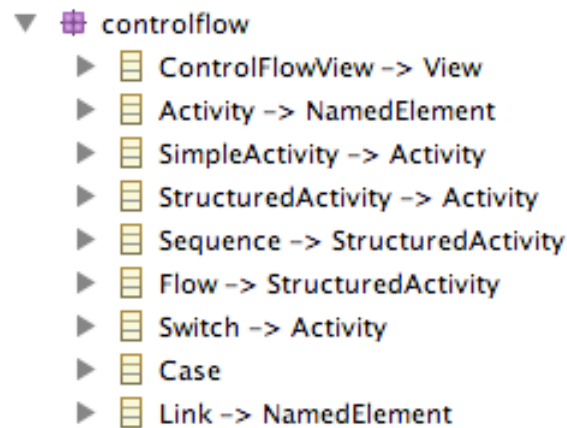 controlflow
ControlFlowView -> View
Activity -> NamedElement
SimpleActivity -> Activity
StructuredActivity -> Activity
Sequence -> StructuredActivity
Flow -> StructuredActivity
Switch -> Activity
Case
Link -> NamedElement